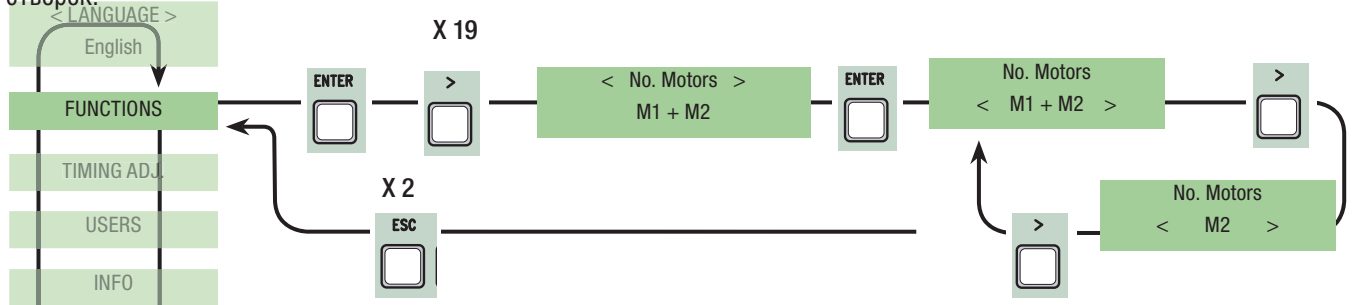 створок.
< LANGUAGE >
English
FUNCTIONS
TIMING ADJ.
USERS
INFO
X 19
ENTER
>
< No. Motors >
M1 + M2
ENTER
No. Motors
< M1 + M2 >
>
X 2
ESC
>
No. Motors
< M2 >